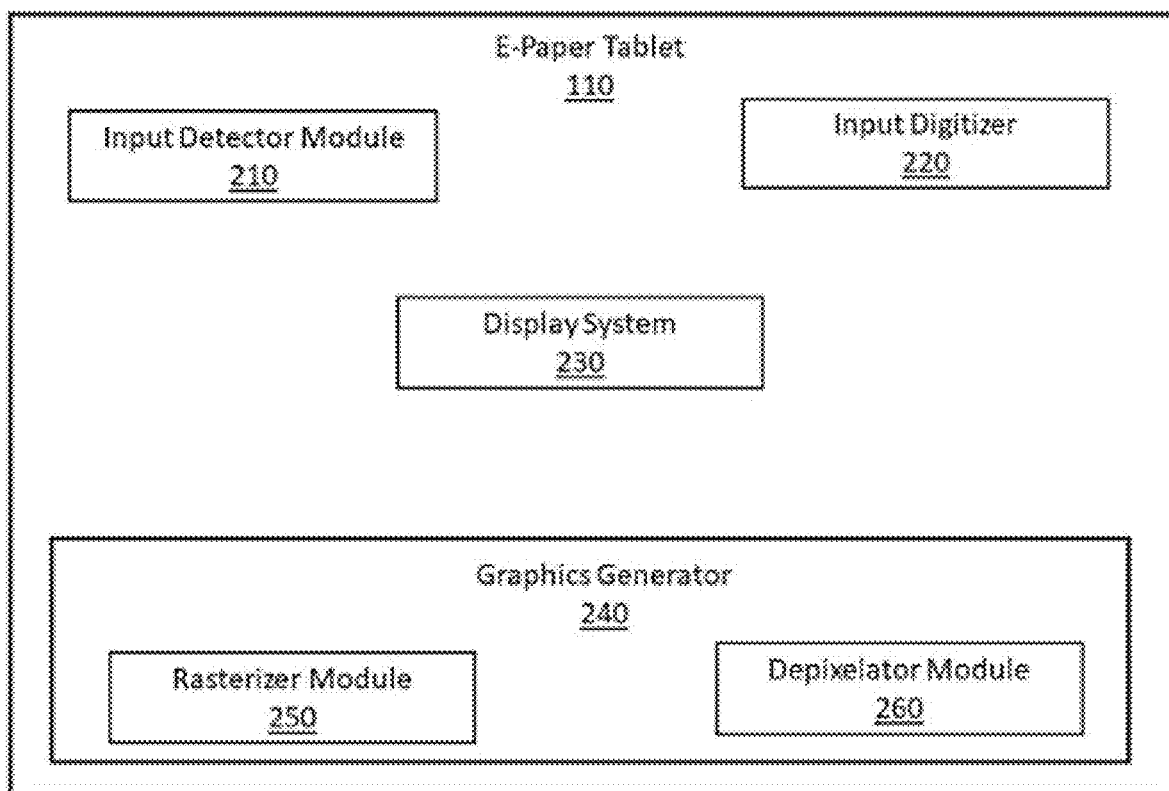 E-Paper Tablet
110
Input Detector Module
210
Input Digitizer
220
Display System
230
Graphics Generator
240
Rasterizer Module
250
Depixelator Module
260